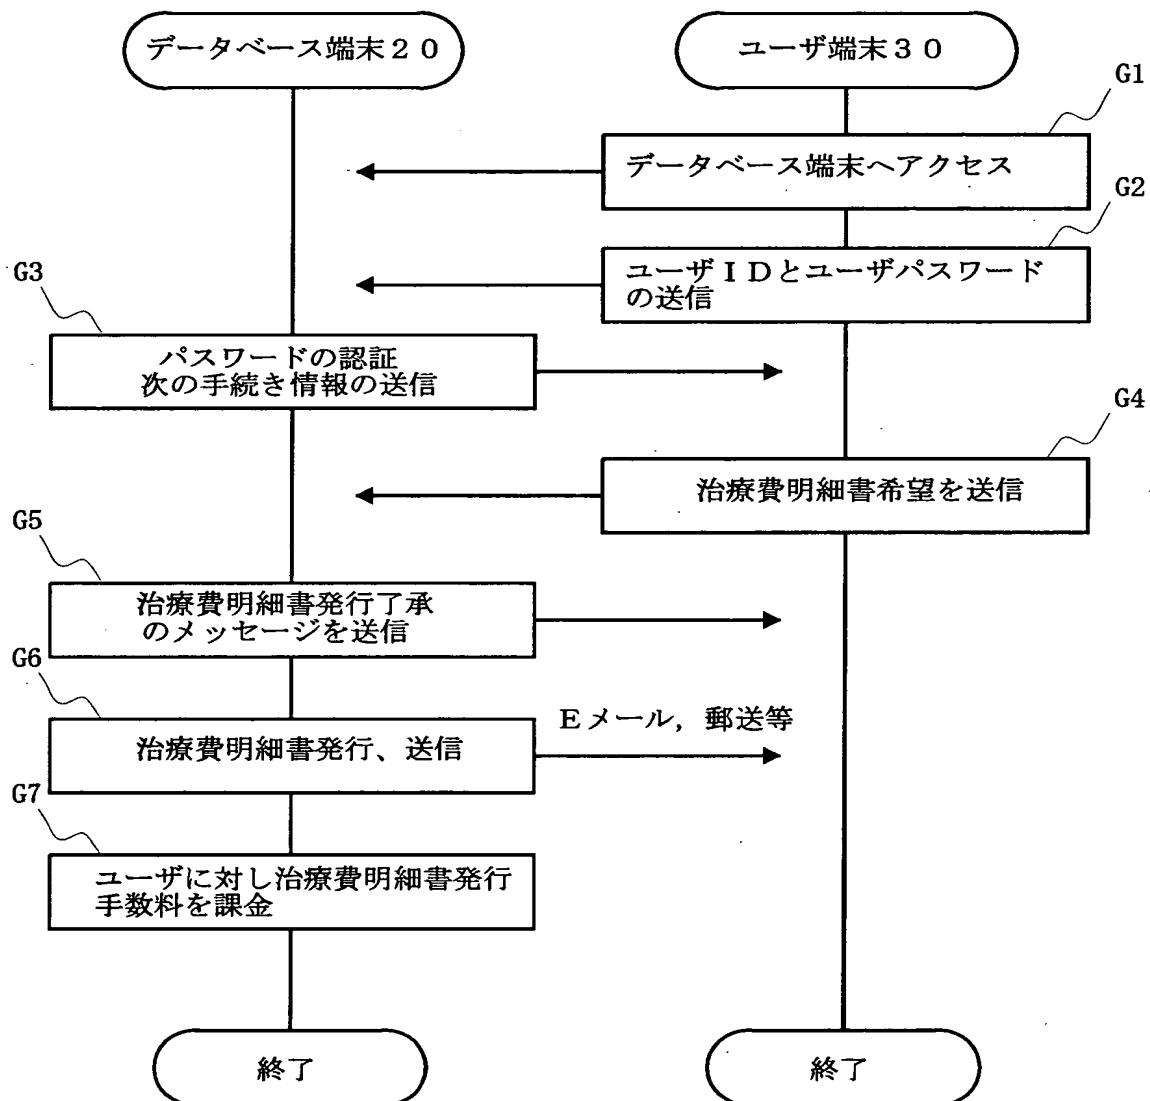 データベース端末２０
ユーザ端末３０
G1
データベース端末へアクセス
G2
ユーザＩＤとユーザパスワード
の送信
G3
パスワードの認証
次の手続き情報の送信
G4
治療費明細書希望を送信
G5
治療費明細書発行了承
のメッセージを送信
G6
Ｅメール，郵送等
治療費明細書発行、送信
G7
ユーザに対し治療費明細書発行
手数料を課金
終了
終了